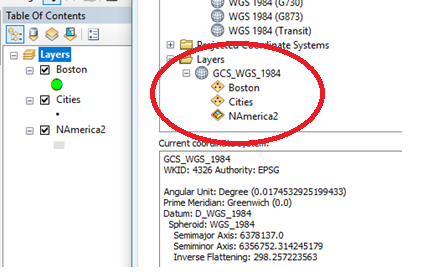 Table Of Contents
Layers
Boston
Cities
NAmerica2
WGS 1984 (G730)
WGS 1984 (G873)
WGS 1984 (Transit)
Projected Coordinate Systems
Layers
GCS_WGS_1984
Boston
Cities
NAmerica2
Current coordinate system:
GCS_WGS_1984
WKID: 4326 Authority: EPSG
Angular Unit: Degree (0.0174532925199433)
Prime Meridian: Greenwich (0.0)
Datum: D_WGS_1984
Spheroid: WGS_1984
Semimajor Axis: 6378137.0
Semiminor Axis: 6356752.314245179
Inverse Flattening: 298.257223563